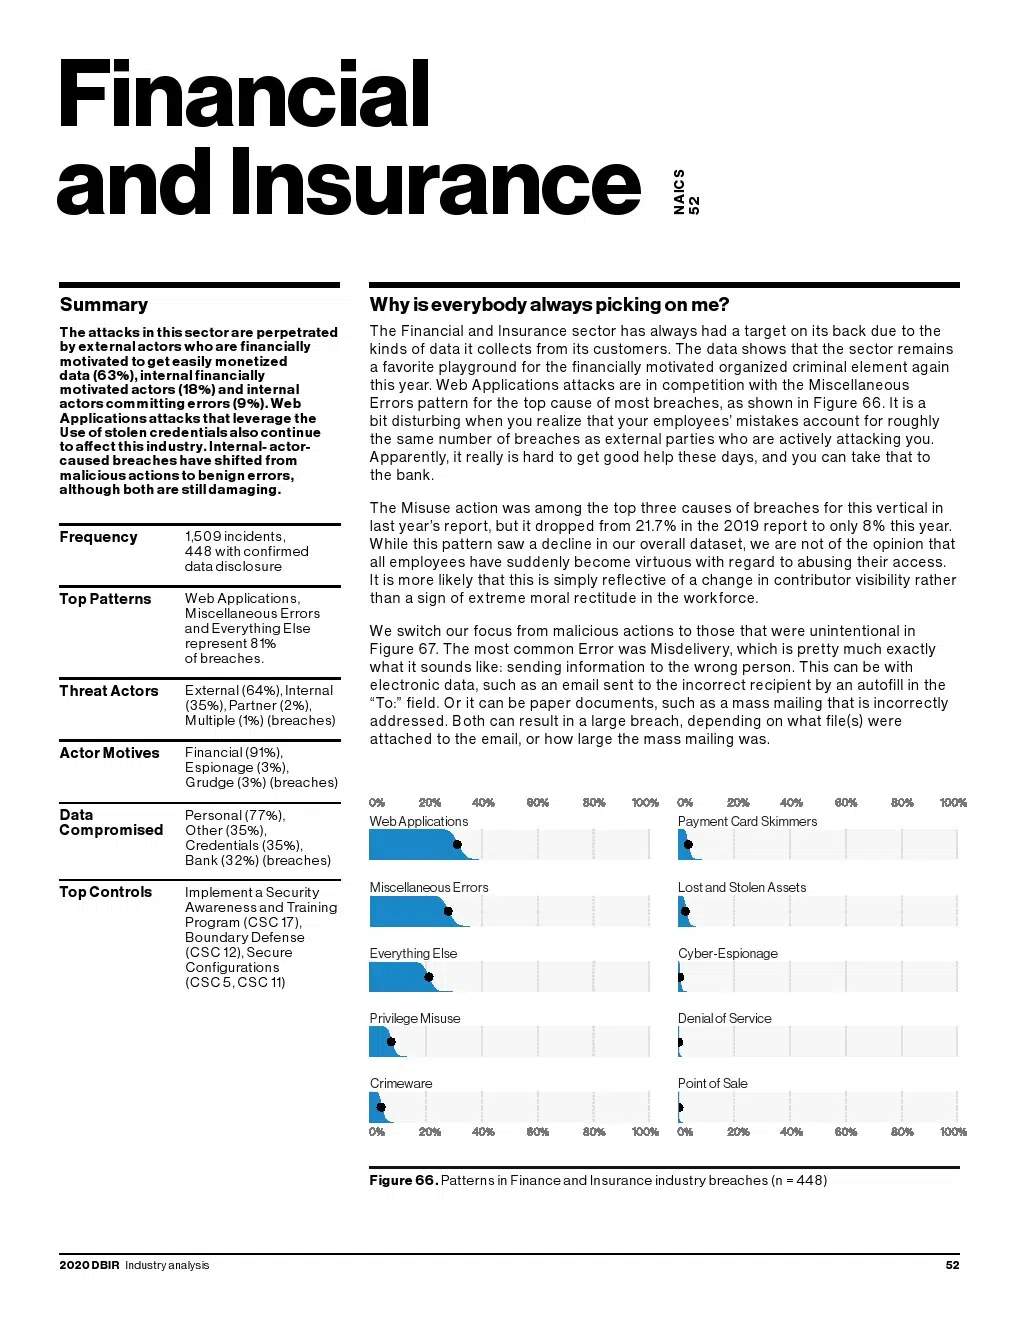 Financial
and Insurance
NAICS
52
Summary
The attacks in this sector are perpetrated
by external actors who are financially
motivated to get easily monetized
data (63%), internal financially
motivated actors (18%) and internal
actors committing errors (9%). Web
Applications attacks that leverage the
Use of stolen credentials also continue
to affect this industry. Internal- actor-
caused breaches have shifted from
malicious actions to benign errors,
although both are still damaging.
Frequency
1,509 incidents,
448 with confirmed
data disclosure
Top Patterns
Web Applications,
Miscellaneous Errors
and Everything Else
represent 81%
of breaches.
Threat Actors
External (64%), Internal
(35%), Partner (2%),
Multiple (1%) (breaches)
Actor Motives
Financial (91%),
Espionage (3%),
Grudge (3%) (breaches)
Data
Compromised
Personal (77%),
Other (35%),
Credentials (35%),
Bank (32%) (breaches)
Top Controls
Implement a Security
Awareness and Training
Program (CSC 17),
Boundary Defense
(CSC 12), Secure
Configurations
(CSC 5, CSC 11)
Why is everybody always picking on me?
The Financial and Insurance sector has always had a target on its back due to the
kinds of data it collects from its customers. The data shows that the sector remains
a favorite playground for the financially motivated organized criminal element again
this year. Web Applications attacks are in competition with the Miscellaneous
Errors pattern for the top cause of most breaches, as shown in Figure 66. It is a
bit disturbing when you realize that your employees’ mistakes account for roughly
the same number of breaches as external parties who are actively attacking you.
Apparently, it really is hard to get good help these days, and you can take that to
the bank.
The Misuse action was among the top three causes of breaches for this vertical in
last year’s report, but it dropped from 21.7% in the 2019 report to only 8% this year.
While this pattern saw a decline in our overall dataset, we are not of the opinion that
all employees have suddenly become virtuous with regard to abusing their access.
It is more likely that this is simply reflective of a change in contributor visibility rather
than a sign of extreme moral rectitude in the workforce.
We switch our focus from malicious actions to those that were unintentional in
Figure 67. The most common Error was Misdelivery, which is pretty much exactly
what it sounds like: sending information to the wrong person. This can be with
electronic data, such as an email sent to the incorrect recipient by an autofill in the
“To:” field. Or it can be paper documents, such as a mass mailing that is incorrectly
addressed. Both can result in a large breach, depending on what file(s) were
attached to the email, or how large the mass mailing was.
0% 20% 40% 60% 80% 100% 0% 20% 40% 60% 80% 100%
Web Applications
Payment Card Skimmers
Miscellaneous Errors
Lost and Stolen Assets
Everything Else
Cyber-Espionage
Privilege Misuse
Denial of Service
Crimeware
Point of Sale
0% 20% 40% 60% 80% 100% 0% 20% 40% 60% 80% 100%
Figure 66. Patterns in Finance and Insurance industry breaches (n = 448)
2020 DBIR Industry analysis
52